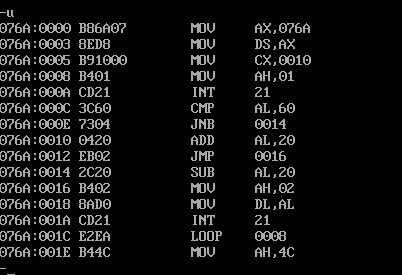 -u
076A:0000 B86A07 MOV AX,076A
076A:0003 8ED8 MOV DS,AX
076A:0005 B91000 MOV CX,0010
076A:0008 B401 MOV AH,01
076A:000A CD21 INT 21
076A:000C 3C60 CMP AL,60
076A:000E 7304 JNB 0014
076A:0010 0420 ADD AL,20
076A:0012 EB02 JMP 0016
076A:0014 2C20 SUB AL,20
076A:0016 B402 MOV AH,02
076A:0018 8AD0 MOV DL,AL
076A:001A CD21 INT 21
076A:001C E2EA LOOP 0008
076A:001E B44C MOV AH,4C
-_